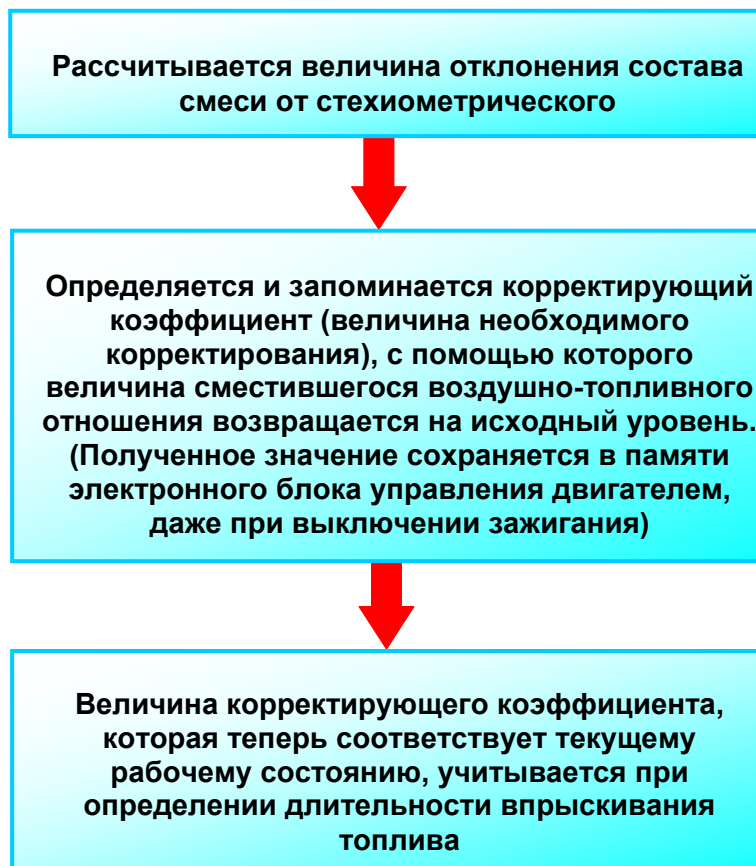 Рассчитывается величина отклонения состава
смеси от стехиометрического
Определяется и запоминается корректирующий
коэффициент (величина необходимого
корректирования), с помощью которого
величина сместившегося воздушно-топливного
отношения возвращается на исходный уровень.
(Полученное значение сохраняется в памяти
электронного блока управления двигателем,
даже при выключении зажигания)
Величина корректирующего коэффициента,
которая теперь соответствует текущему
рабочему состоянию, учитывается при
определении длительности впрыскивания
топлива